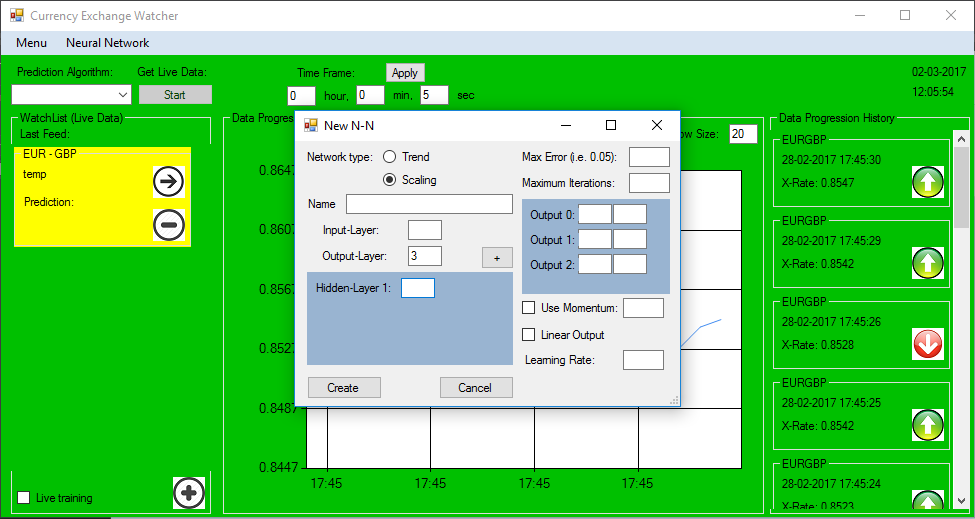 Currency Exchange Watcher
Menu Neural Network
Prediction Algorithm: Get Live Data: Time Frame: Apply 02-03-2017
Start 0 hour, 0 min, 5 sec 12:05:54
WatchList (Live Data)
Last Feed:
EUR - GBP
temp
Prediction:
Live training
Data Progres
ow Size: 20
0.8647
0.8607
0.8567
0.8527
0.8487
0.8447
17:45 17:45 17:45 17:45
New N-N
Network type: Trend
Scaling
Name
Input-Layer:
Output-Layer: 3 +
Hidden-Layer 1:
Create Cancel
Max Error (i.e. 0.05):
Maximum Iterations:
Output 0:
Output 1:
Output 2:
Use Momentum:
Linear Output
Learning Rate:
Data Progression History
EURGBP
28-02-2017 17:45:30
X-Rate: 0.8547
EURGBP
28-02-2017 17:45:29
X-Rate: 0.8542
EURGBP
28-02-2017 17:45:26
X-Rate: 0.8528
EURGBP
28-02-2017 17:45:25
X-Rate: 0.8542
EURGBP
28-02-2017 17:45:24
X-Rate: 0.8523